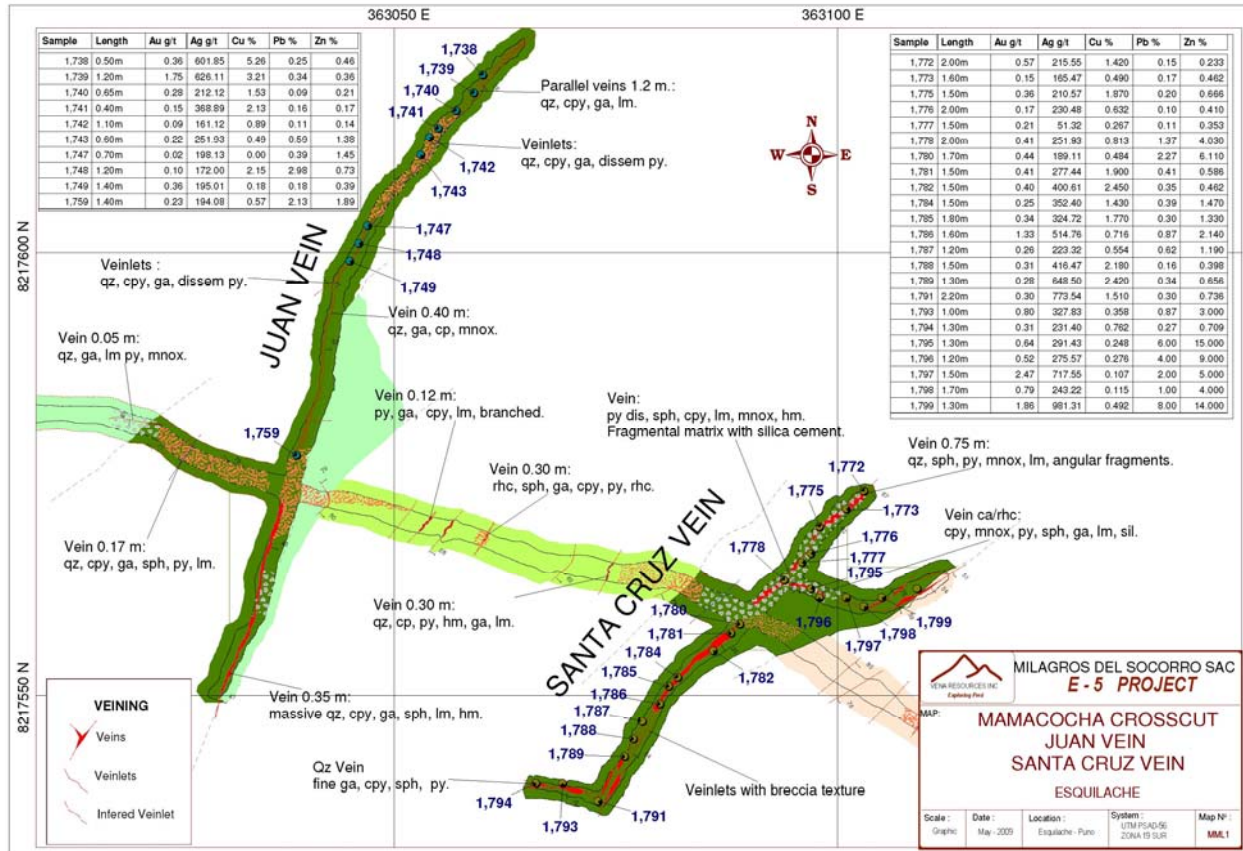 363050 E
363100 E
Sample Length Au g/t Ag g/t Cu % Pb % Zn %
1,738 0.50m 0.36 601.85 5.26 0.25 0.46
1,739 1.20m 1.75 626.11 3.21 0.34 0.36
1,740 0.65m 0.28 212.12 1.53 0.09 0.21
1,741 0.40m 0.15 368.89 2.13 0.16 0.17
1,742 1.10m 0.09 161.12 0.89 0.11 0.14
1,743 0.60m 0.22 251.93 0.49 0.59 1.38
1,747 0.70m 0.02 198.13 0.00 0.39 1.45
1,748 1.20m 0.10 172.00 2.15 2.98 0.73
1,749 1.40m 0.36 195.01 0.18 0.18 0.39
1,759 1.40m 0.23 194.08 0.57 2.13 1.89
Sample Length Au g/t Ag g/t Cu % Pb % Zn %
1,772 2.00m 0.57 215.55 1.420 0.15 0.233
1,773 1.60m 0.15 165.47 0.490 0.17 0.462
1,775 1.50m 0.36 210.57 1.870 0.20 0.666
1,776 2.00m 0.17 230.48 0.632 0.10 0.410
1,777 1.50m 0.21 51.32 0.267 0.11 0.353
1,778 2.00m 0.41 251.93 0.813 1.37 4.030
1,780 1.70m 0.44 189.11 0.484 2.27 6.110
1,781 1.50m 0.41 277.44 1.900 0.41 0.586
1,782 1.50m 0.40 400.61 2.450 0.35 0.462
1,784 1.50m 0.25 352.40 1.430 0.39 1.470
1,785 1.80m 0.34 324.72 1.770 0.30 1.330
1,786 1.60m 1.33 514.76 0.716 0.87 2.140
1,787 1.20m 0.26 223.32 0.554 0.62 1.190
1,788 1.50m 0.31 416.47 2.180 0.16 0.398
1,789 1.30m 0.28 648.50 2.420 0.34 0.656
1,791 2.20m 0.30 773.54 1.510 0.30 0.736
1,793 1.00m 0.80 327.83 0.358 0.87 3.000
1,794 1.30m 0.31 231.40 0.762 0.27 0.709
1,795 1.30m 0.64 291.43 0.248 6.00 15.000
1,796 1.20m 0.52 275.57 0.276 4.00 9.000
1,797 1.50m 2.47 717.55 0.107 2.00 5.000
1,798 1.70m 0.79 243.22 0.115 1.00 4.000
1,799 1.30m 1.86 981.31 0.492 8.00 14.000
1,738
1,739
1,740
1,741
1,742
1,743
1,747
1,748
1,749
Parallel veins 1.2 m.:
qz, cpy, ga, lm.
Veinlets:
qz, cpy, ga, dissem py.
N
W E
S
8217600 N
JUAN VEIN
Veinlets :
qz, cpy, ga, dissem py.
Vein 0.40 m:
qz, ga, cp, mnox.
Vein 0.05 m:
qz, ga, lm py, mnox.
Vein 0.12 m:
py, ga, cpy, lm, branched.
Vein:
py dis, sph, cpy, lm, mnox, hm.
Fragmental matrix with silica cement.
1,759
Vein 0.30 m:
rhc, sph, ga, cpy, py, rhc.
Vein 0.75 m:
qz, sph, py, mnox, lm, angular fragments.
1,772
1,775
1,773
Vein ca/rhc:
cpy, mnox, py, sph, ga, lm, sil.
Vein 0.17 m:
qz, cpy, ga, sph, py, lm.
1,776
1,778
1,777
1,795
Vein 0.30 m:
qz, cp, py, hm, ga, lm.
SANTA CRUZ VEIN
1,780
1,781
1,784
1,785
1,786
1,787
1,788
1,789
1,796
1,797
1,798
1,799
1,782
8217550 N
Vein 0.35 m:
massive qz, cpy, ga, sph, lm, hm.
Qz Vein
fine ga, cpy, sph, py.
1,794
1,793
1,791
Veinlets with breccia texture
VEINING
Veins
Veinlets
Infered Veinlet
VENA RESOURCES INC
Exploring Peru
MILAGROS DEL SOCORRO SAC
E - 5 PROJECT
MAP:
MAMACOCHA CROSSCUT
JUAN VEIN
SANTA CRUZ VEIN
ESQUILACHE
Scale : Graphic
Date : May - 2009
Location : Esquilache - Puno
System : UTM PSAD-56 ZONA 19 SUR
Map Nº : MML1